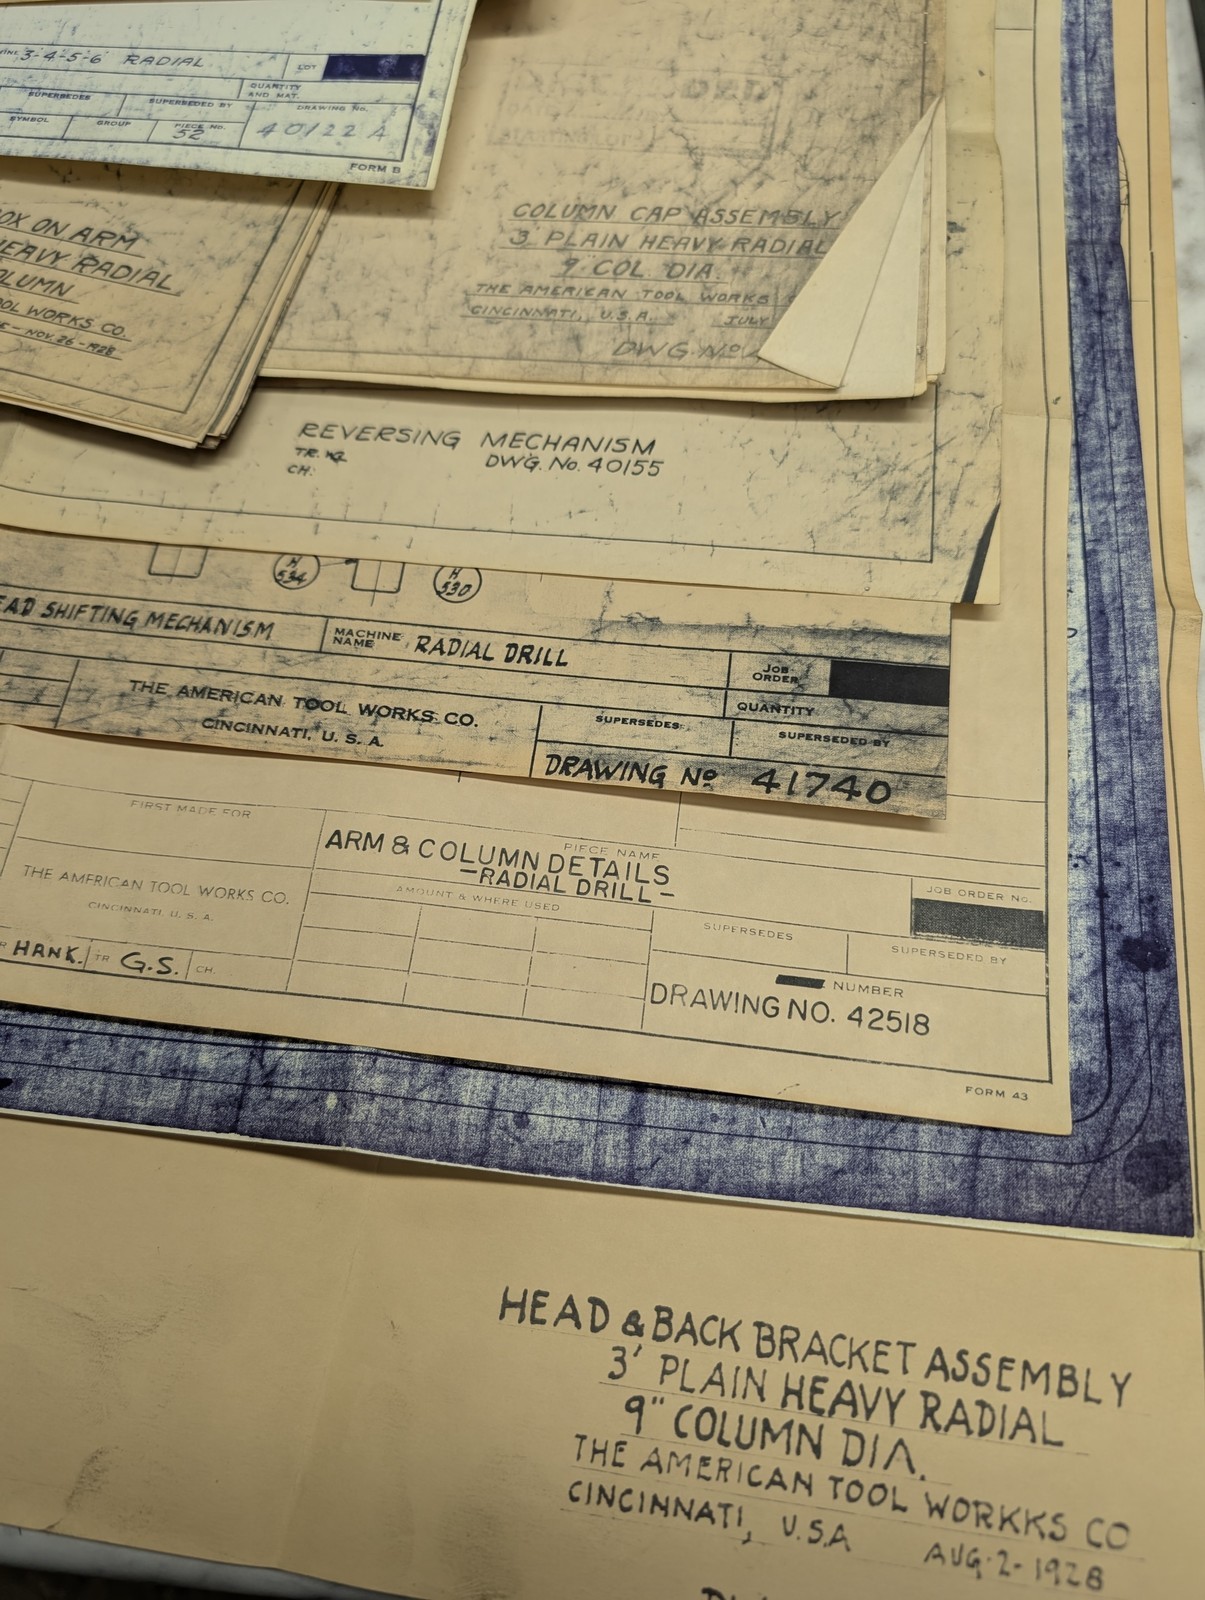 3-4-5-6 RADIAL
LOT
SUPERSEDES
SUPERSEDED BY
QUANTITY AND MAT.
DRAWING NO.
SYMBOL
GROUP
PIECE NO.
52
40122 A
FORM B
ON ARM
HEAVY RADIAL
COLUMN
TOOL WORKS CO.
NOV. 26 - 1928
COLUMN CAP ASSEMBLY
3' PLAIN HEAVY RADIAL
9" COL. DIA.
THE AMERICAN TOOL WORKS
CINCINNATI, U.S.A. JULY
DWG. No
REVERSING MECHANISM
TR.
DWG. No. 40155
CH.
H 534
H 530
SHIFTING MECHANISM
MACHINE NAME RADIAL DRILL
JOB ORDER
THE AMERICAN TOOL WORKS CO.
CINCINNATI, U. S. A.
QUANTITY
SUPERSEDES
SUPERSEDED BY
DRAWING No 41740
FIRST MADE FOR
PIECE NAME
ARM & COLUMN DETAILS
-RADIAL DRILL-
THE AMERICAN TOOL WORKS CO.
CINCINNATI, U. S. A.
AMOUNT & WHERE USED
JOB ORDER NO.
SUPERSEDES
SUPERSEDED BY
HANK. TR G.S. CH.
NUMBER
DRAWING NO. 42518
FORM 43
HEAD & BACK BRACKET ASSEMBLY
3' PLAIN HEAVY RADIAL
9" COLUMN DIA.
THE AMERICAN TOOL WORKKS CO
CINCINNATI, U.S.A AUG-2-1928